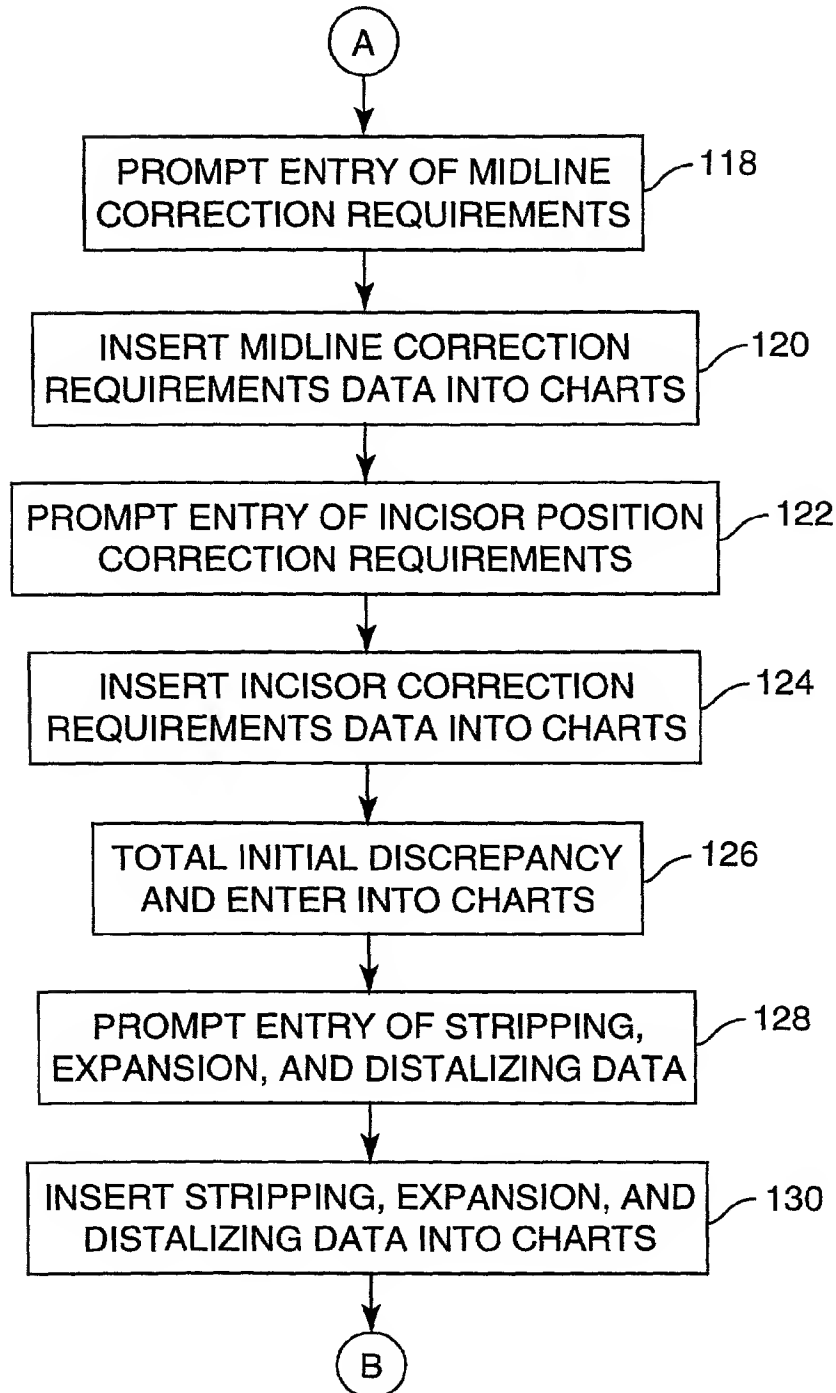 A
PROMPT ENTRY OF MIDLINE
CORRECTION REQUIREMENTS
118
INSERT MIDLINE CORRECTION
REQUIREMENTS DATA INTO CHARTS
120
PROMPT ENTRY OF INCISOR POSITION
CORRECTION REQUIREMENTS
122
INSERT INCISOR CORRECTION
REQUIREMENTS DATA INTO CHARTS
124
TOTAL INITIAL DISCREPANCY
AND ENTER INTO CHARTS
126
PROMPT ENTRY OF STRIPPING,
EXPANSION, AND DISTALIZING DATA
128
INSERT STRIPPING, EXPANSION, AND
DISTALIZING DATA INTO CHARTS
130
B